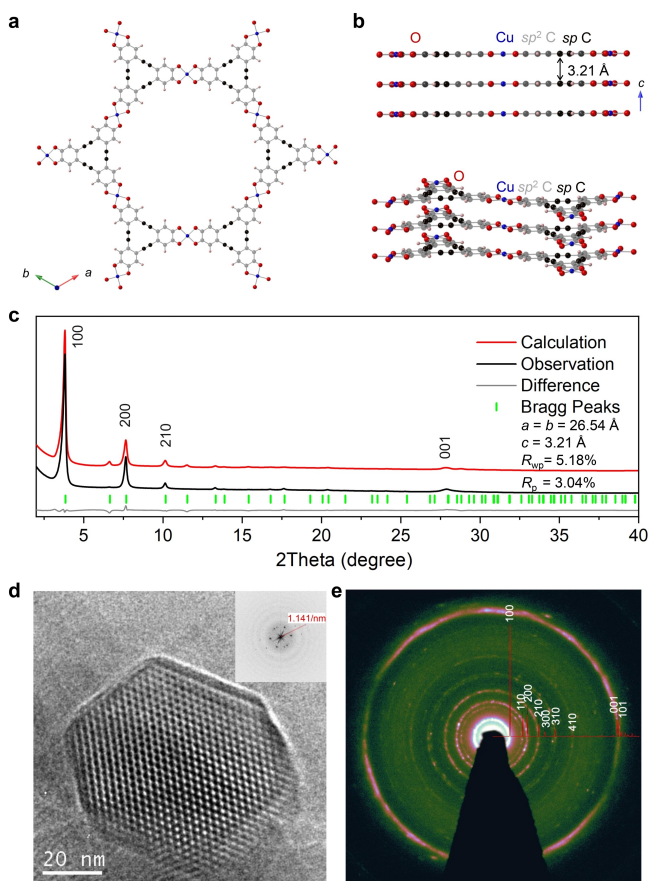 a
b
O
Cu sp² C sp C
3.21 Å
c
O
Cu sp² C sp C
b
a
c
100
200
210
001
Calculation
Observation
Difference
Bragg Peaks
a = b = 26.54 Å
c = 3.21 Å
Rwp = 5.18%
Rp = 3.04%
5 10 15 20 25 30 35 40
2Theta (degree)
d
1.141/nm
20 nm
e
100
110
200
210
300
310
410
001
101